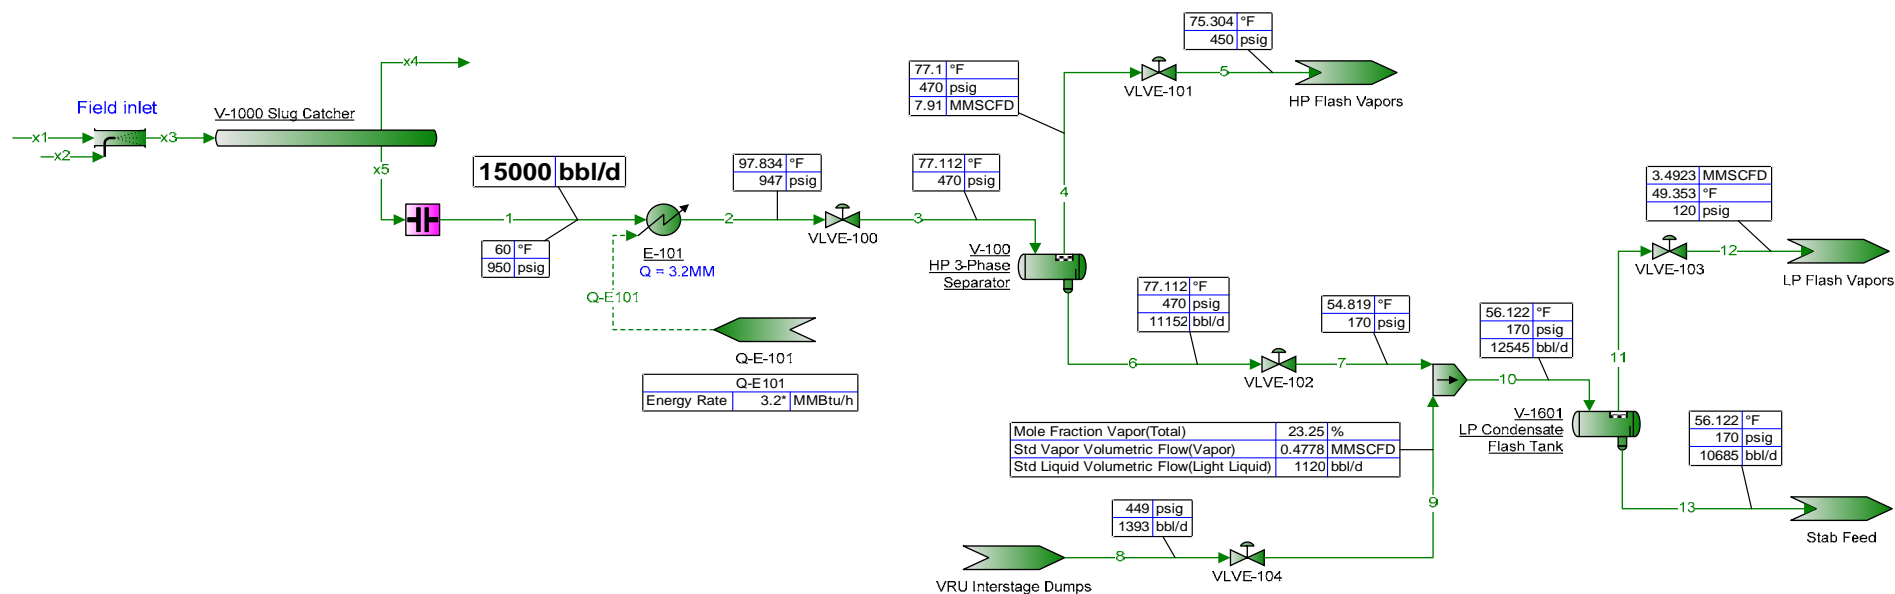 75.304 °F
450 psig
x4
77.1 °F
470 psig
7.91 MMSCFD
5
VLVE-101
HP Flash Vapors
Field inlet
V-1000 Slug Catcher
x1
x3
x2
x5
15000 bbl/d
97.834 °F
947 psig
77.112 °F
470 psig
4
3.4923 MMSCFD
49.353 °F
120 psig
1
2
3
VLVE-100
60 °F
950 psig
E-101
Q = 3.2MM
V-100
HP 3-Phase
Separator
VLVE-103
12
LP Flash Vapors
Q-E101
77.112 °F
470 psig
11152 bbl/d
54.819 °F
170 psig
56.122 °F
170 psig
12545 bbl/d
Q-E-101
6
VLVE-102
7
10
11
Q-E101
Energy Rate 3.2* MMBtu/h
V-1601
LP Condensate
Flash Tank
Mole Fraction Vapor(Total) 23.25 %
Std Vapor Volumetric Flow(Vapor) 0.4778 MMSCFD
Std Liquid Volumetric Flow(Light Liquid) 1120 bbl/d
56.122 °F
170 psig
10685 bbl/d
9
13
449 psig
1393 bbl/d
Stab Feed
8
VLVE-104
VRU Interstage Dumps